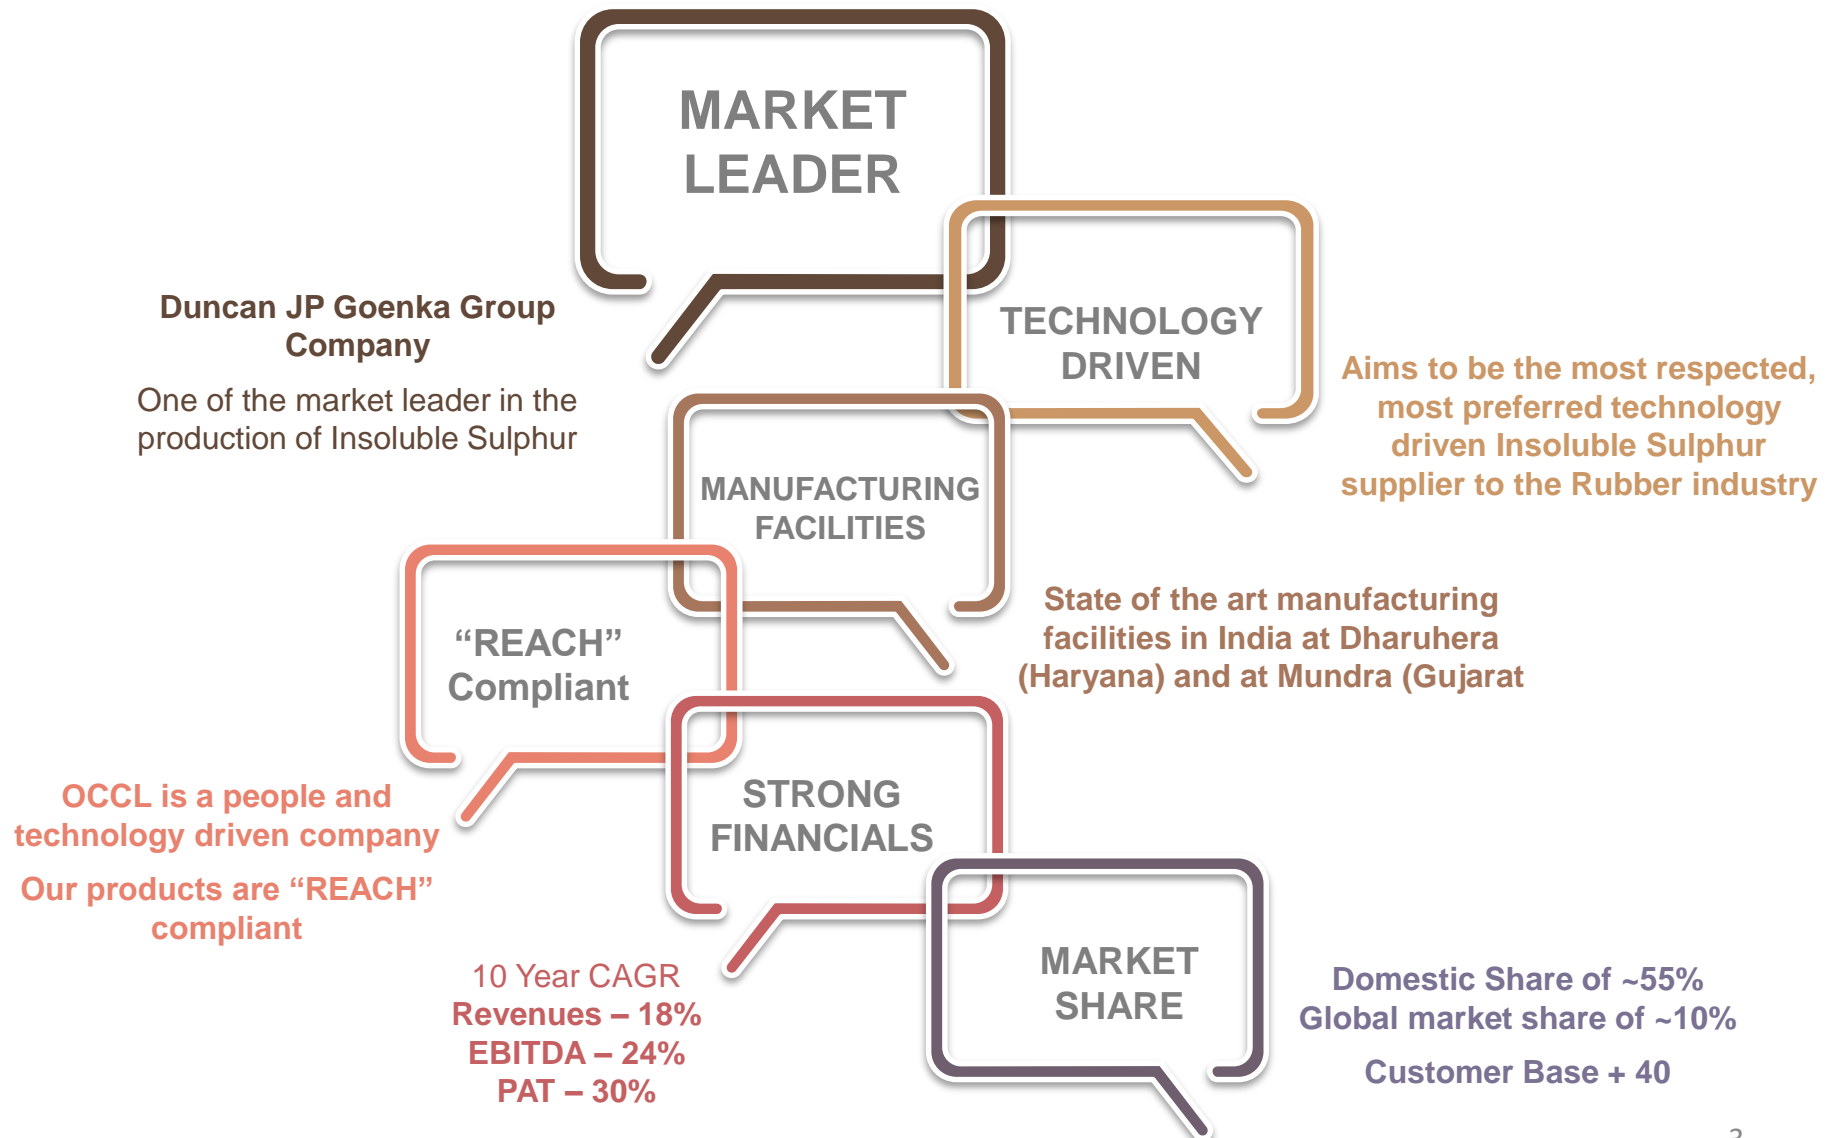 MARKET
LEADER
Duncan JP Goenka Group
Company
One of the market leader in the
production of Insoluble Sulphur
TECHNOLOGY
DRIVEN
Aims to be the most respected,
most preferred technology
driven Insoluble Sulphur
supplier to the Rubber industry
MANUFACTURING
FACILITIES
State of the art manufacturing
facilities in India at Dharuhera
(Haryana) and at Mundra (Gujarat
“REACH”
Compliant
OCCL is a people and
technology driven company
Our products are “REACH”
compliant
STRONG
FINANCIALS
10 Year CAGR
Revenues – 18%
EBITDA – 24%
PAT – 30%
MARKET
SHARE
Domestic Share of ~55%
Global market share of ~10%
Customer Base + 40